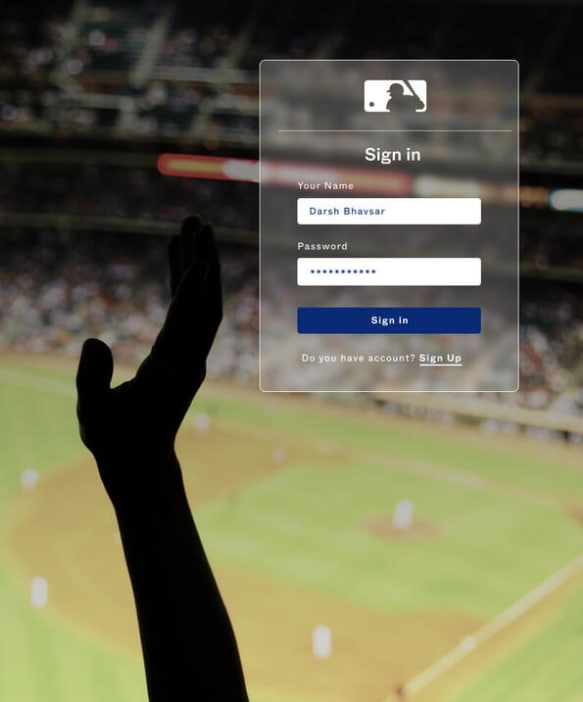 Sign in
Your Name
Darsh Bhavsar
Password
***********
Sign in
Do you have account? Sign Up